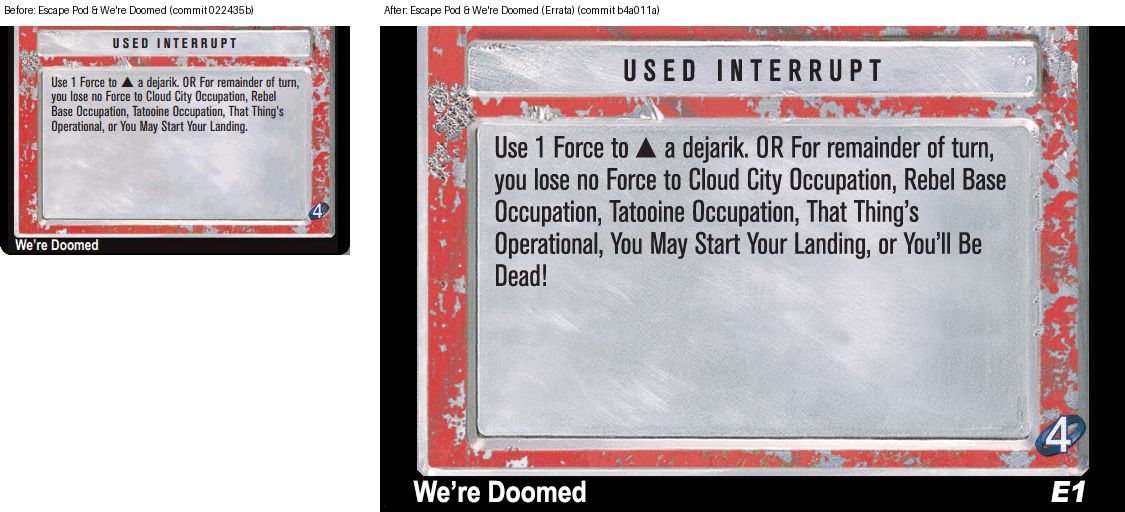 Before: Escape Pod & We're Doomed (commit 022435b)
USED INTERRUPT
Use 1 Force to ▲ a dejarik. OR For remainder of turn,
you lose no Force to Cloud City Occupation, Rebel
Base Occupation, Tatooine Occupation, That Thing's
Operational, or You May Start Your Landing.
4
We're Doomed
After: Escape Pod & We're Doomed (Errata) (commit b4a011a)
USED INTERRUPT
Use 1 Force to ▲ a dejarik. OR For remainder of turn,
you lose no Force to Cloud City Occupation, Rebel Base
Occupation, Tatooine Occupation, That Thing's
Operational, You May Start Your Landing, or You'll Be
Dead!
4
We're Doomed
E1